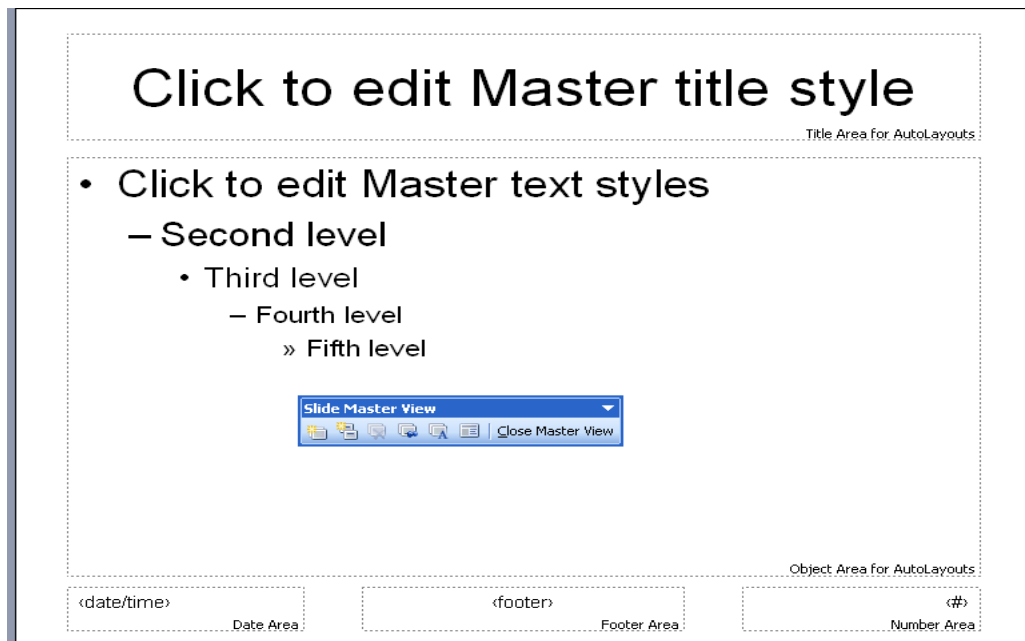 Click to edit Master title style
Title Area for AutoLayouts
• Click to edit Master text styles
– Second level
• Third level
– Fourth level
» Fifth level
Slide Master View
Close Master View
Object Area for AutoLayouts
‹date/time› ‹footer› ‹#›
Date Area Footer Area Number Area